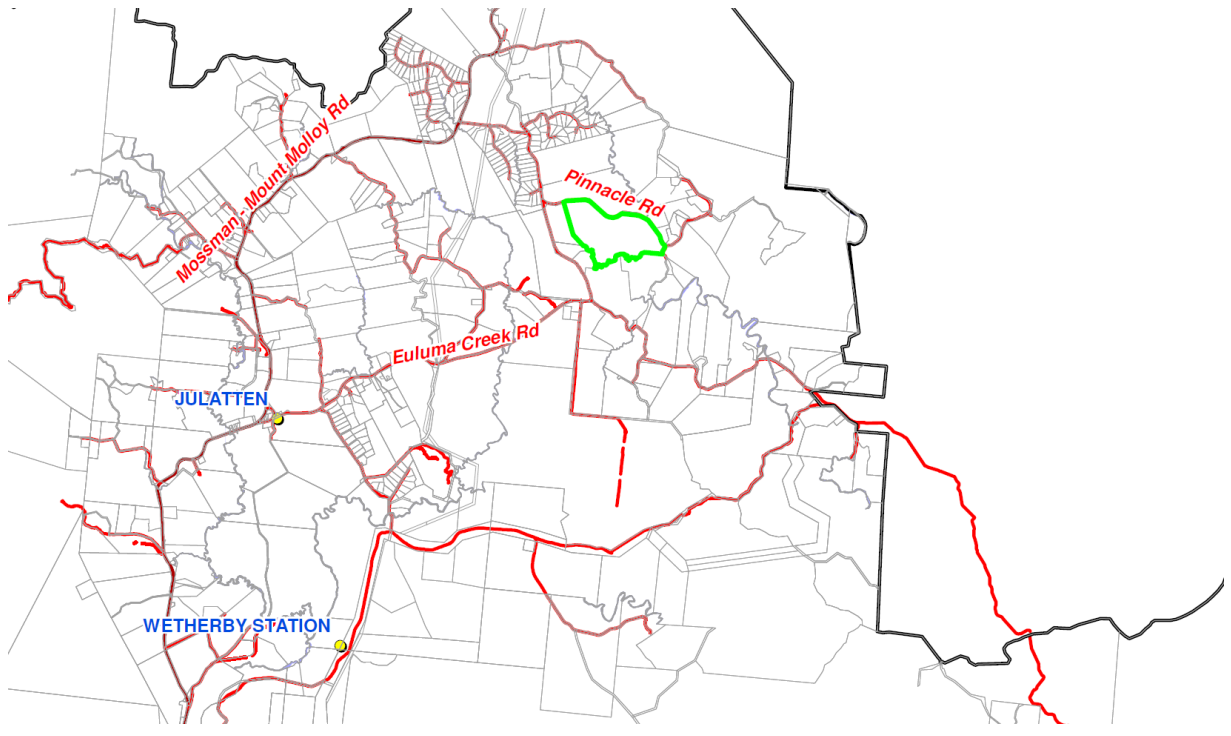 Mossman - Mount Molloy Rd
Pinnacle Rd
Euluma Creek Rd
JULATTEN
WETHERBY STATION